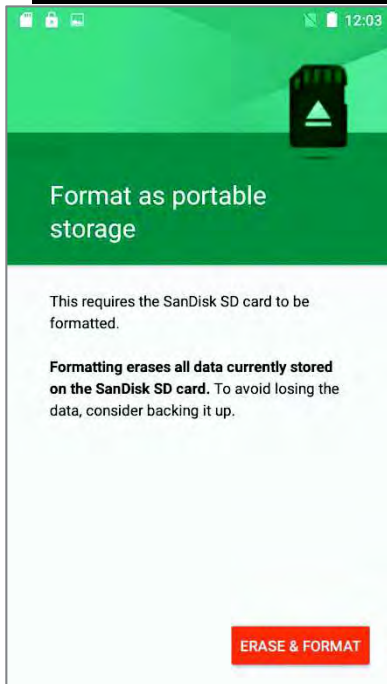 12:03
Format as portable
storage
This requires the SanDisk SD card to be
formatted.
Formatting erases all data currently stored
on the SanDisk SD card. To avoid losing the
data, consider backing it up.
ERASE & FORMAT